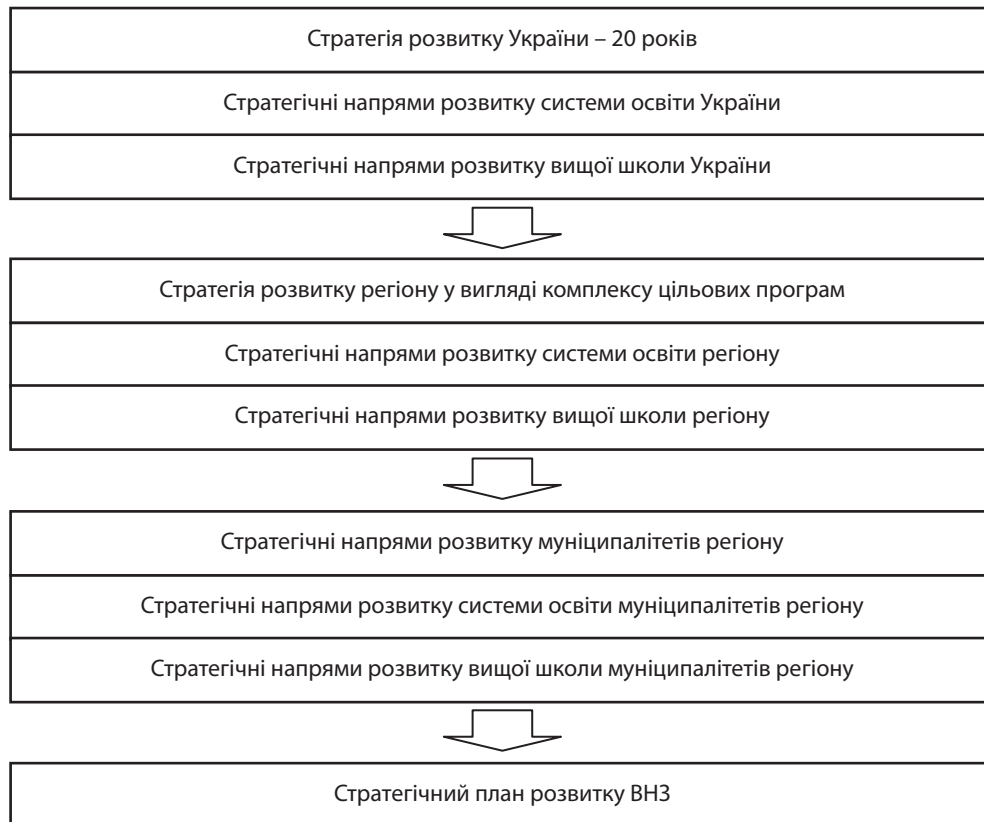 Стратегія розвитку України – 20 років
Стратегічні напрями розвитку системи освіти України
Стратегічні напрями розвитку вищої школи України
Стратегія розвитку регіону у вигляді комплексу цільових програм
Стратегічні напрями розвитку системи освіти регіону
Стратегічні напрями розвитку вищої школи регіону
Стратегічні напрями розвитку муніципалітетів регіону
Стратегічні напрями розвитку системи освіти муніципалітетів регіону
Стратегічні напрями розвитку вищої школи муніципалітетів регіону
Стратегічний план розвитку ВНЗ